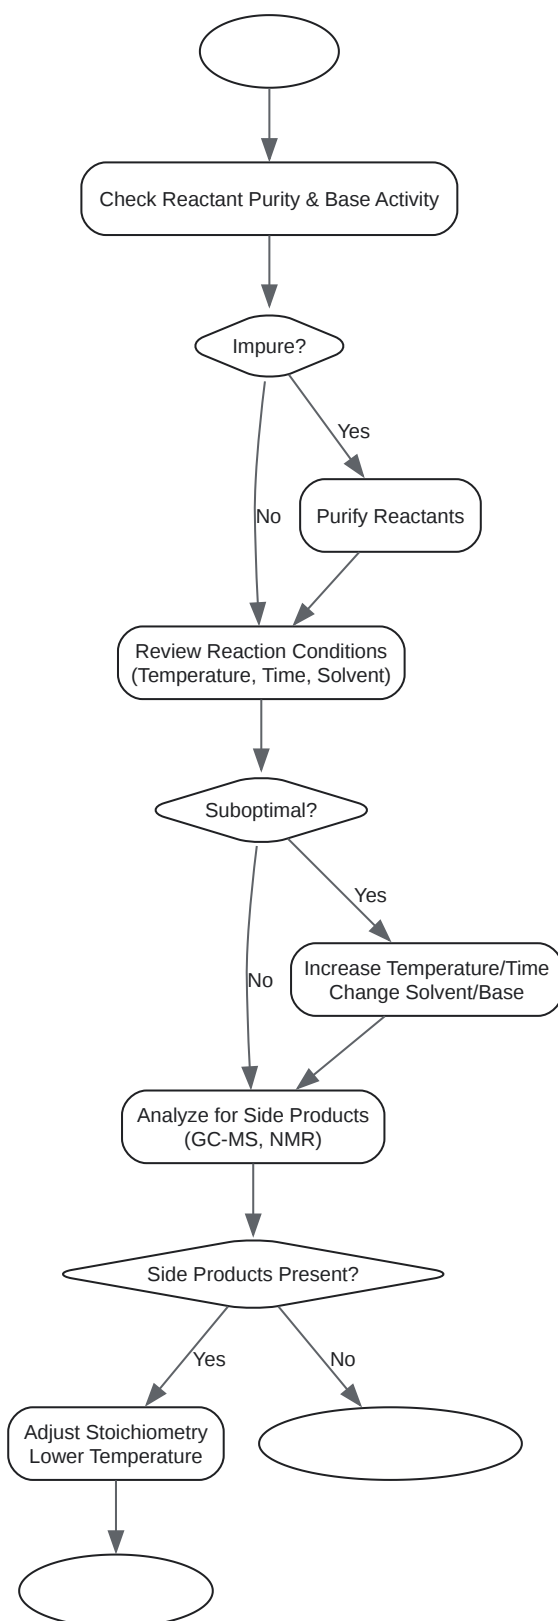 Check Reactant Purity & Base Activity
Impure?
Yes
No
Purify Reactants
Review Reaction Conditions
(Temperature, Time, Solvent)
Suboptimal?
Yes
No
Increase Temperature/Time
Change Solvent/Base
Analyze for Side Products
(GC-MS, NMR)
Side Products Present?
Yes
No
Adjust Stoichiometry
Lower Temperature